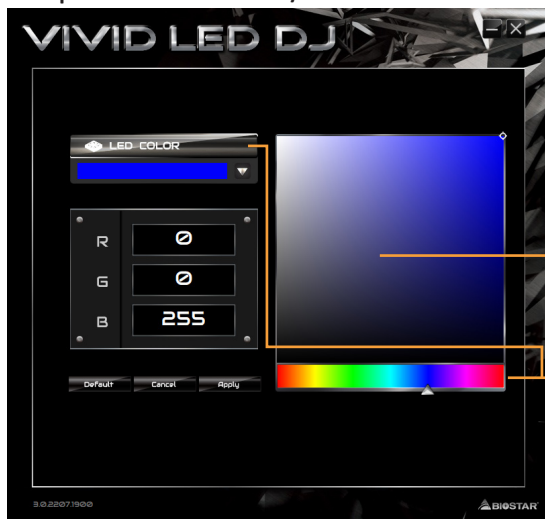 VIVID LED DJ
LED COLOR
R 0
G 0
B 255
Default Cancel Apply
3.0.2207.1900
BIOSTAR